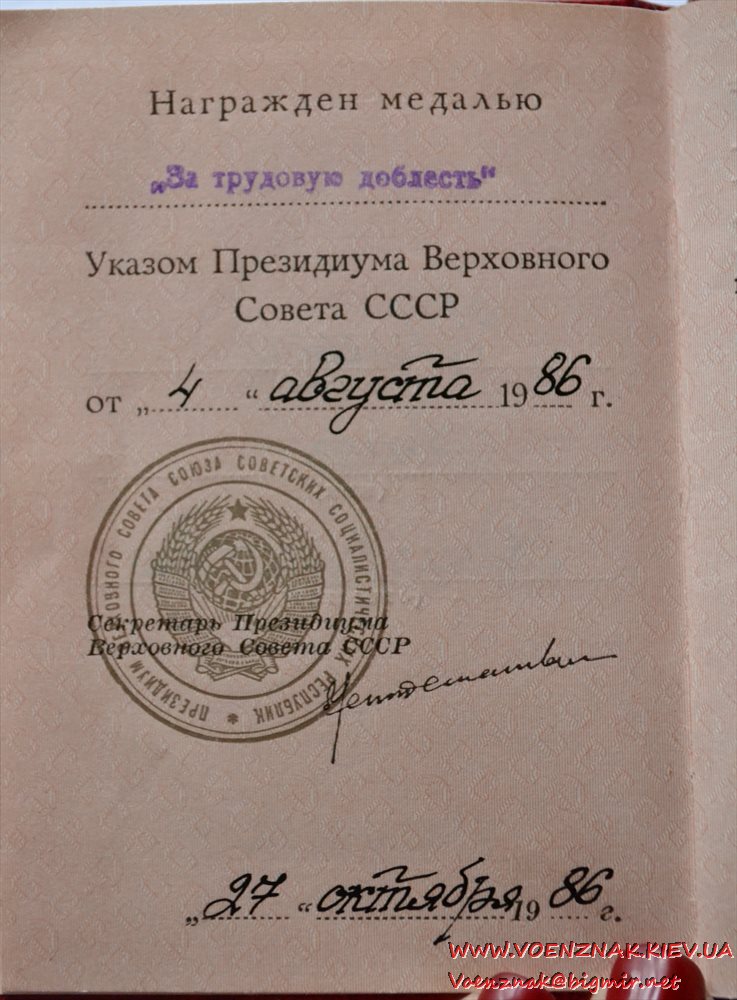 Награжден медалью
„За трудовую доблесть“
Указом Президиума Верховного
Совета СССР
от „ 4 “ августа 1986 г.
ПРЕЗИДИУМ ВЕРХОВНОГО СОВЕТА СОЮЗА СОВЕТСКИХ СОЦИАЛИСТИЧЕСКИХ РЕСПУБЛИК *
Секретарь Президиума
Верховного Совета СССР
„ 27 “ октября 1986 г.
WWW.VOENZNAK.KIEV.UA
Voenznak@bigmir.net